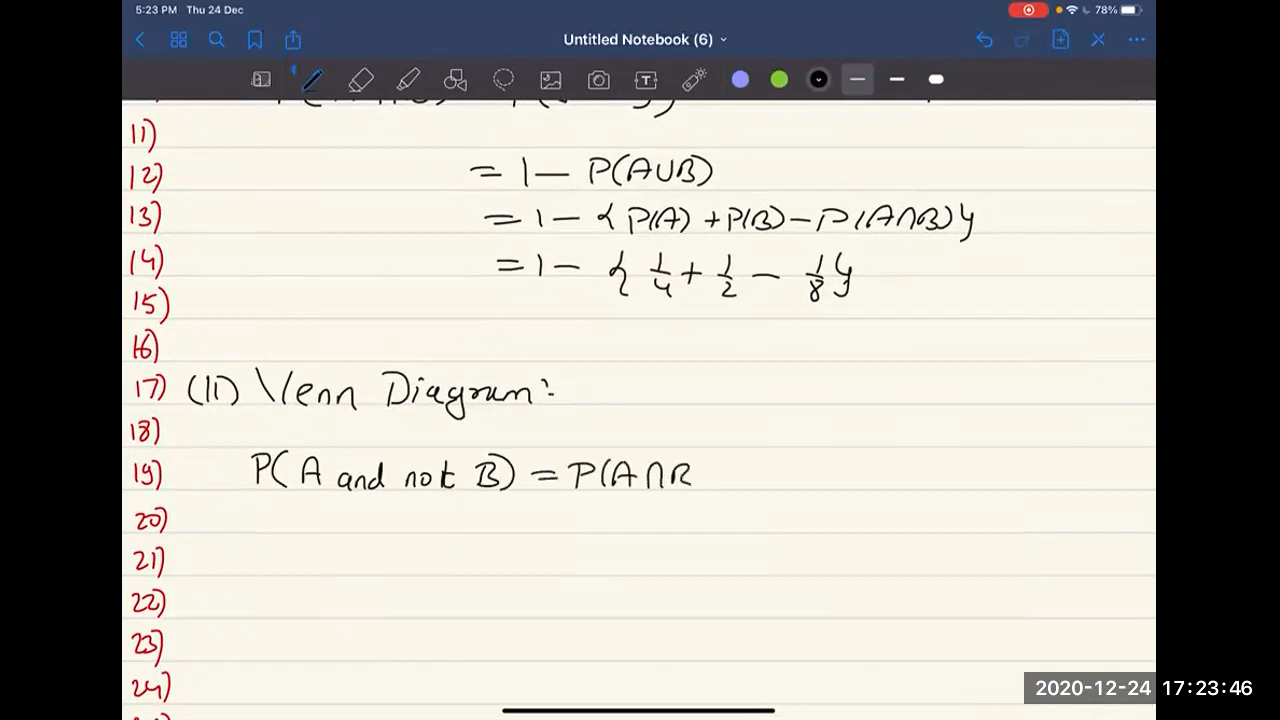 5:23 PM Thu 24 Dec
78%
Untitled Notebook (6)
11)
12) = 1 − P(A∪B)
13) = 1 − { P(A) + P(B) − P(A∩B)}
14) = 1 − { 1/4 + 1/2 − 1/8 }
15)
16)
17) (II) Venn Diagram:
18)
19) P( A and not B) = P(A∩B
20)
21)
22)
23)
24)
2020-12-24 17:23:46